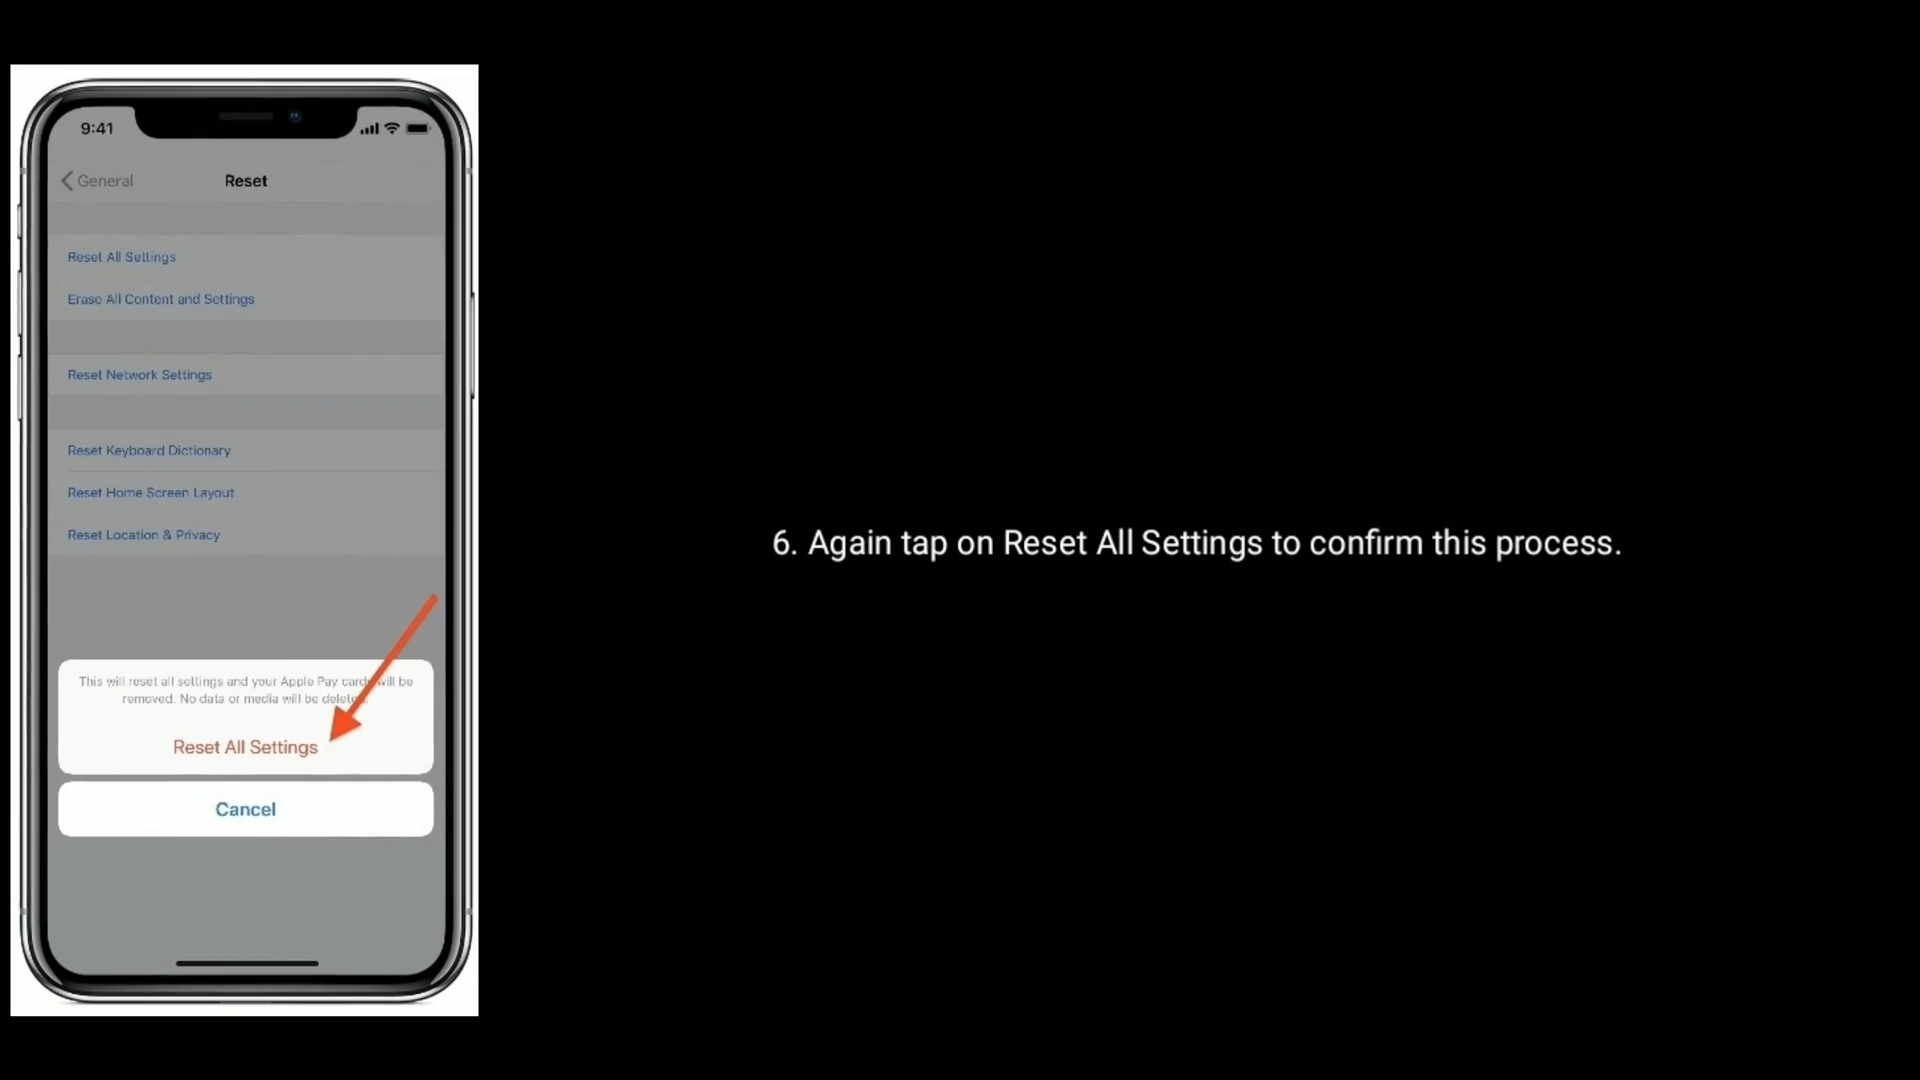 9:41
General
Reset
Reset All Settings
Erase All Content and Settings
Reset Network Settings
Reset Keyboard Dictionary
Reset Home Screen Layout
Reset Location & Privacy
This will reset all settings and your Apple Pay cards will be
removed. No data or media will be deleted.
Reset All Settings
Cancel
6. Again tap on Reset All Settings to confirm this process.